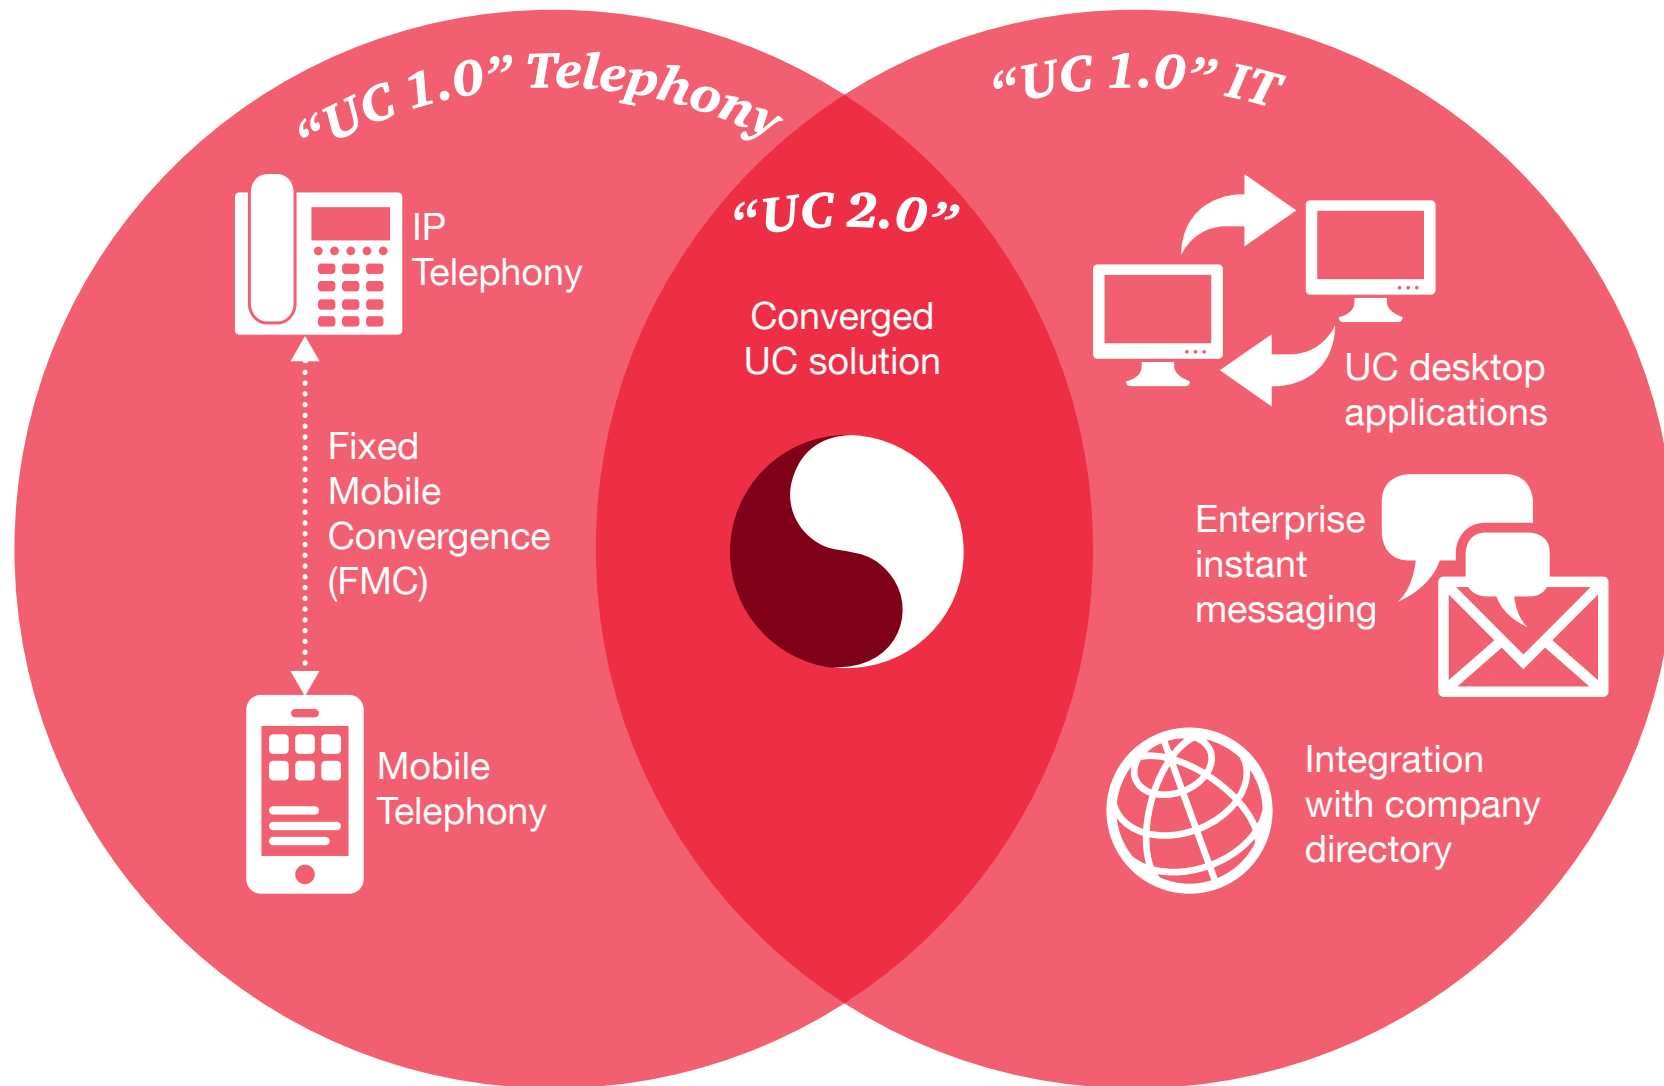 “UC 1.0” Telephony
IP
Telephony
Fixed
Mobile
Convergence
(FMC)
Mobile
Telephony
“UC 2.0”
Converged
UC solution
“UC 1.0” IT
UC desktop
applications
Enterprise
instant
messaging
Integration
with company
directory